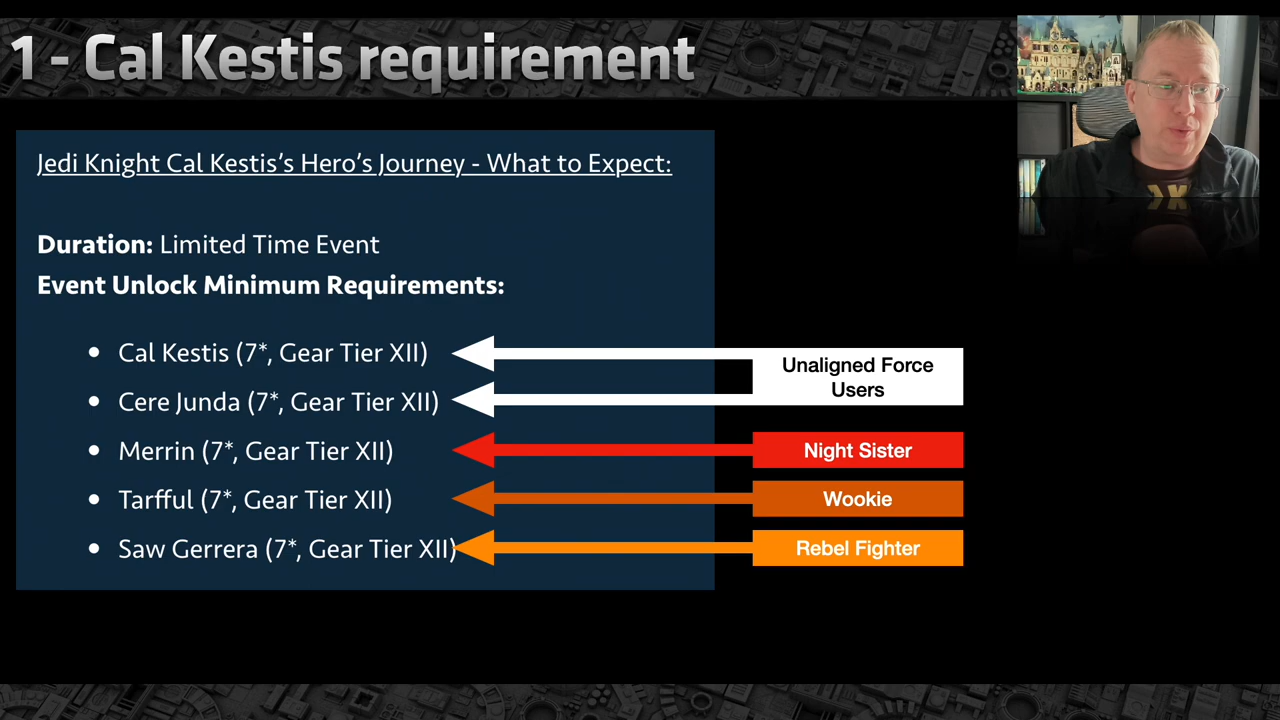 1 - Cal Kestis requirement
Jedi Knight Cal Kestis's Hero's Journey - What to Expect:
Duration: Limited Time Event
Event Unlock Minimum Requirements:
• Cal Kestis (7*, Gear Tier XII)
• Cere Junda (7*, Gear Tier XII)
• Merrin (7*, Gear Tier XII)
• Tarfful (7*, Gear Tier XII)
• Saw Gerrera (7*, Gear Tier XII)
Unaligned Force
Users
Night Sister
Wookie
Rebel Fighter